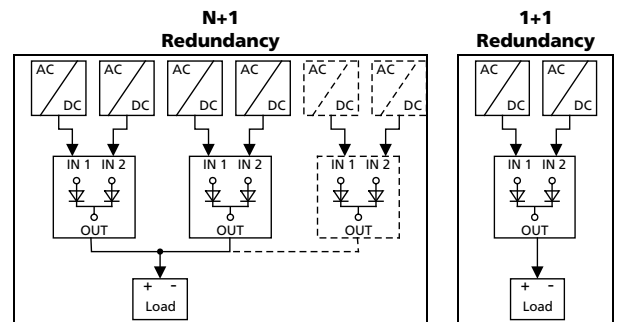 N+1
Redundancy
1+1
Redundancy
AC DC AC DC AC DC AC DC AC DC AC DC
AC DC AC DC
IN 1 IN 2 IN 1 IN 2 IN 1 IN 2
IN 1 IN 2
OUT OUT OUT
OUT
+ -
Load
+ -
Load